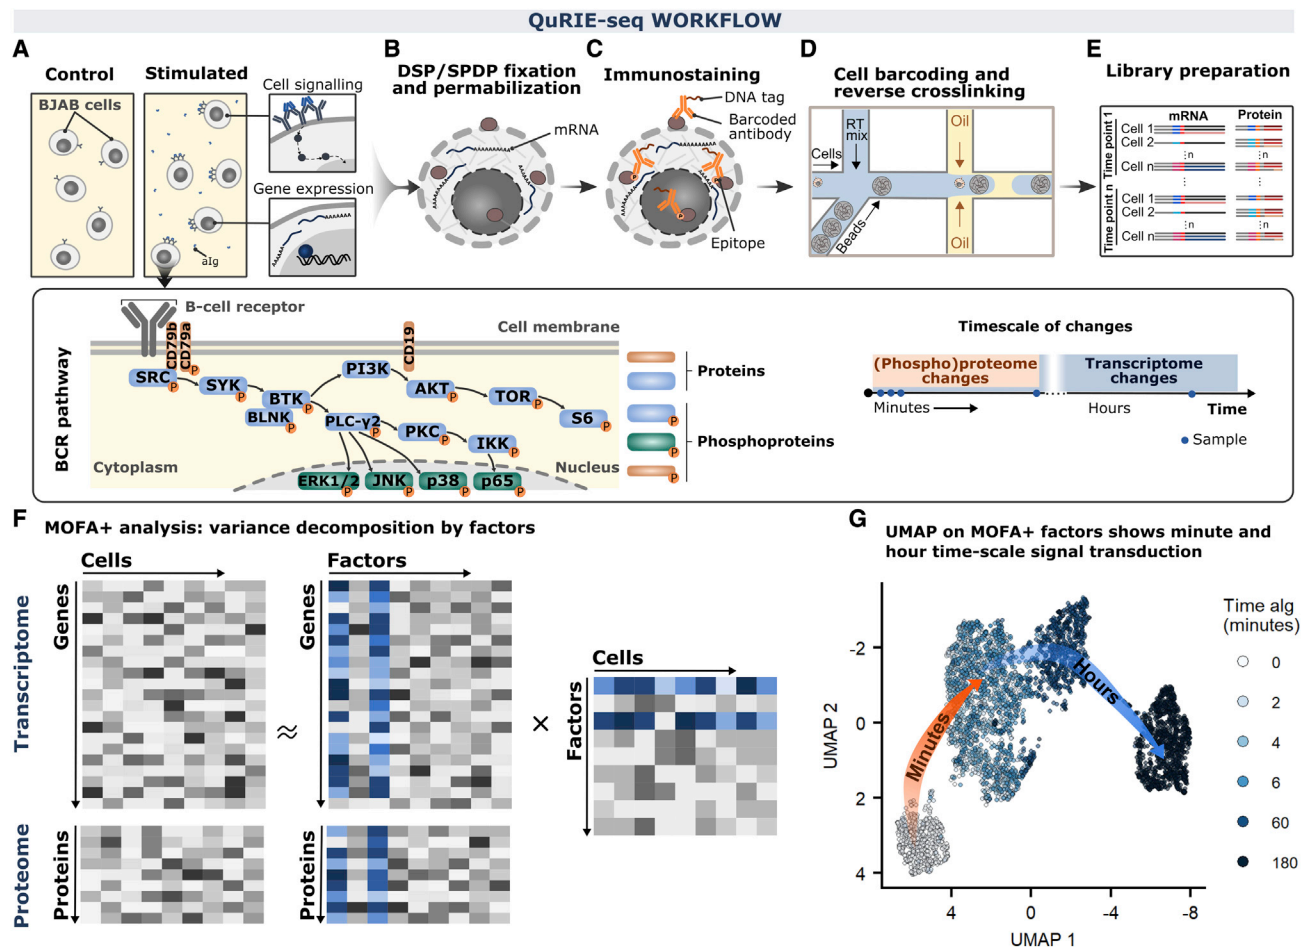 QuRIE-seq WORKFLOW
A
Control
Stimulated
BJAB cells
Cell signalling
Gene expression
aIg
B
DSP/SPDP fixation
and permabilization
mRNA
C
Immunostaining
DNA tag
Barcoded
antibody
P
P
P
Epitope
D
Cell barcoding and
reverse crosslinking
RT
mix
Oil
Cells
Beads
Oil
E
Library preparation
mRNA
Protein
Time point 1
Cell 1
Cell 2
n
n
Cell n
Time point n
Cell 1
Cell 2
n
n
Cell n
BCR pathway
B-cell receptor
Cell membrane
CD79b
CD79a
P
CD19
SRC
P
SYK
P
BTK
P
BLNK
P
PI3K
AKT
P
TOR
P
S6
P
PLC-γ2
P
PKC
P
IKK
P
Cytoplasm
Nucleus
ERK1/2
P
JNK
P
p38
P
p65
P
Proteins
P
P
P
Phosphoproteins
Timescale of changes
(Phospho)proteome
changes
Transcriptome
changes
Minutes
Hours
Time
Sample
F
MOFA+ analysis: variance decomposition by factors
Cells
Factors
Transcriptome
Genes
Genes
≈
×
Cells
Factors
Proteome
Proteins
Proteins
G
UMAP on MOFA+ factors shows minute and
hour time-scale signal transduction
UMAP 2
-2
0
2
4
Minutes
Hours
4
0
-4
-8
UMAP 1
Time alg
(minutes)
0
2
4
6
60
180